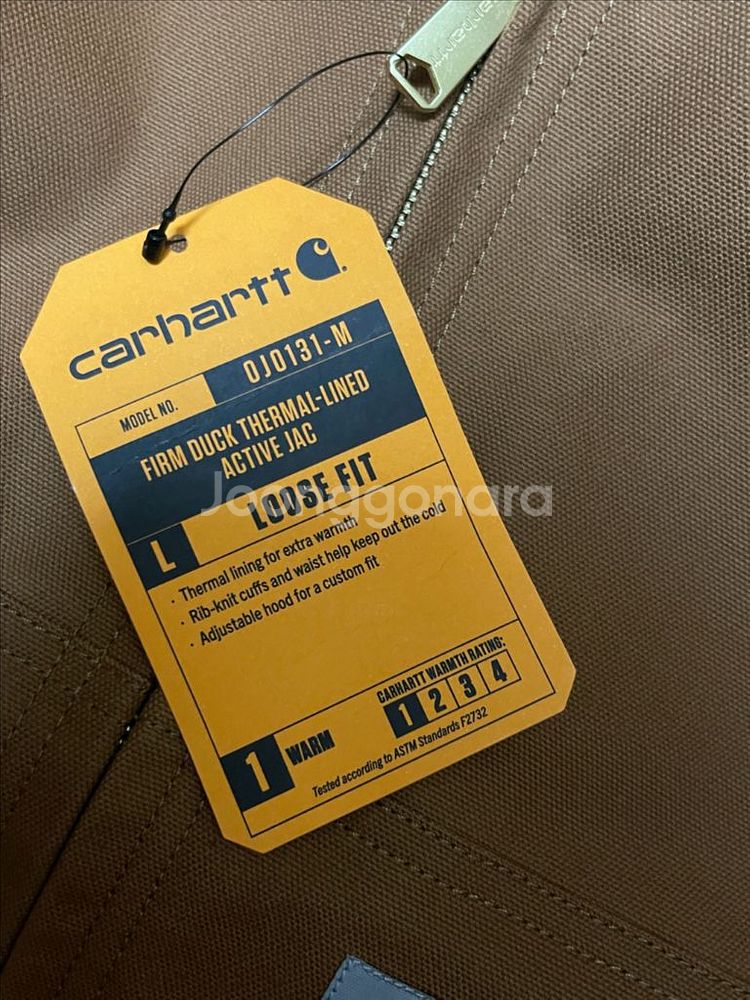 carhartt
MODEL NO. OJ0131-M
FIRM DUCK THERMAL-LINED
ACTIVE JAC
L LOOSE FIT
Joonggonara
· Thermal lining for extra warmth
· Rib-knit cuffs and waist help keep out the cold
· Adjustable hood for a custom fit
CARHARTT WARMTH RATING:
1 2 3 4
1 WARM
Tested according to ASTM Standards F2732